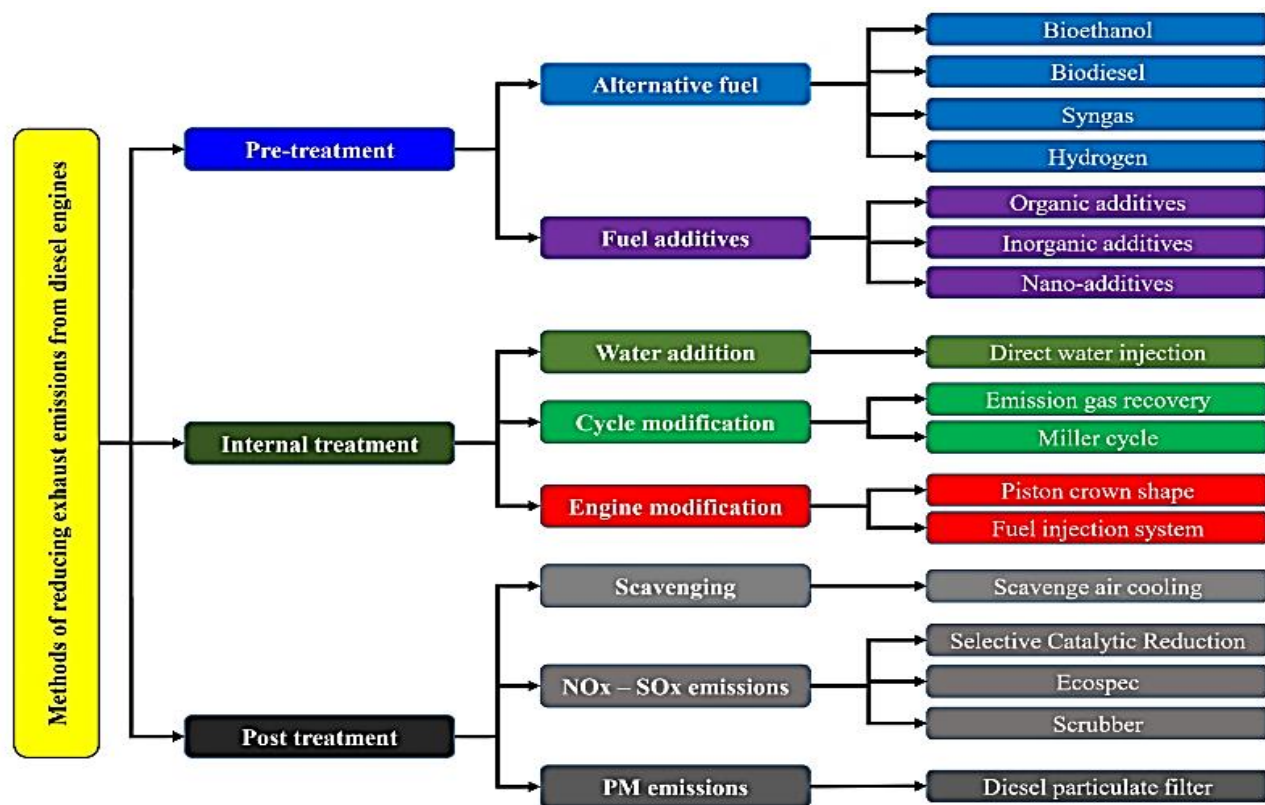 Methods of reducing exhaust emissions from diesel engines
Pre-treatment
Alternative fuel
Bioethanol
Biodiesel
Syngas
Hydrogen
Fuel additives
Organic additives
Inorganic additives
Nano-additives
Internal treatment
Water addition
Direct water injection
Cycle modification
Emission gas recovery
Miller cycle
Engine modification
Piston crown shape
Fuel injection system
Post treatment
Scavenging
Scavenge air cooling
NOx – SOx emissions
Selective Catalytic Reduction
Ecospec
Scrubber
PM emissions
Diesel particulate filter